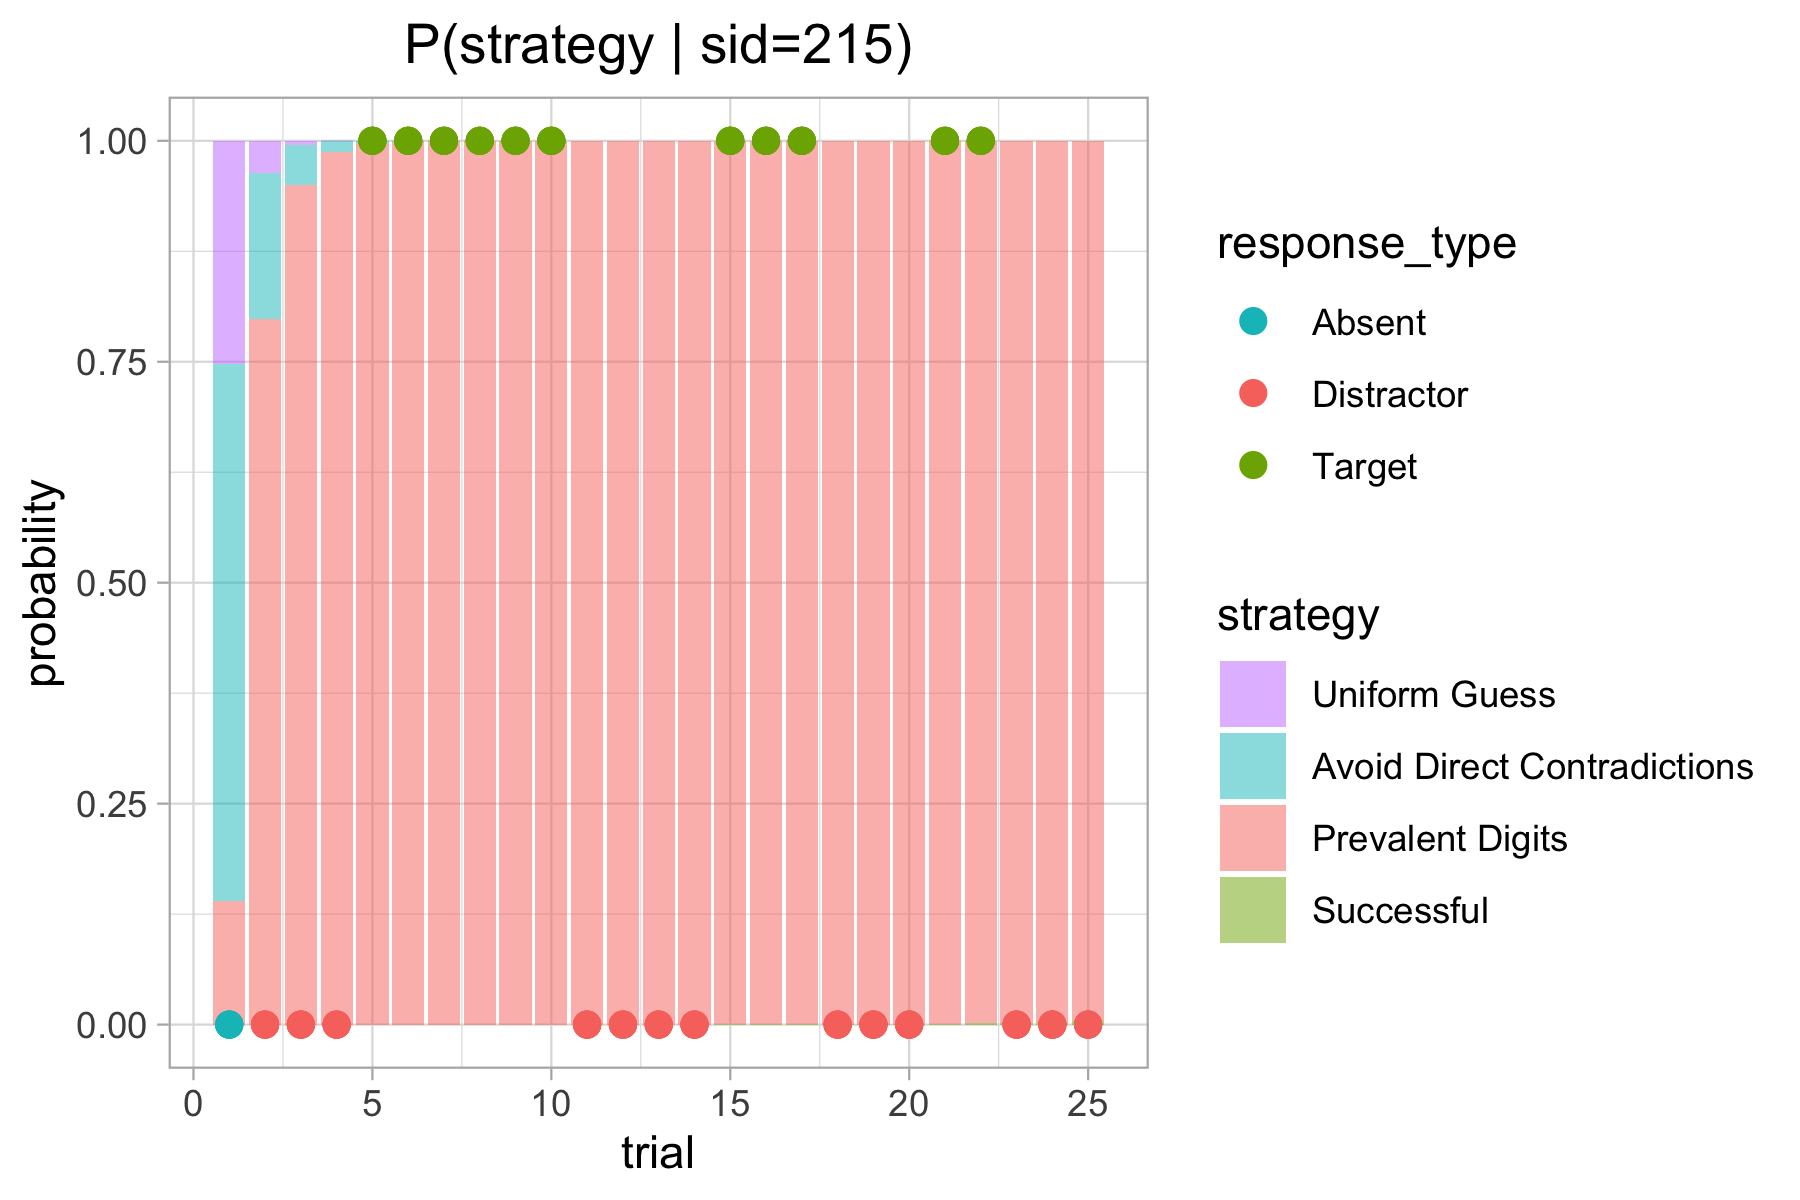 P(strategy | sid=215)
probability
1.00
0.75
0.50
0.25
0.00
0 5 10 15 20 25
trial
response_type
Absent
Distractor
Target
strategy
Uniform Guess
Avoid Direct Contradictions
Prevalent Digits
Successful